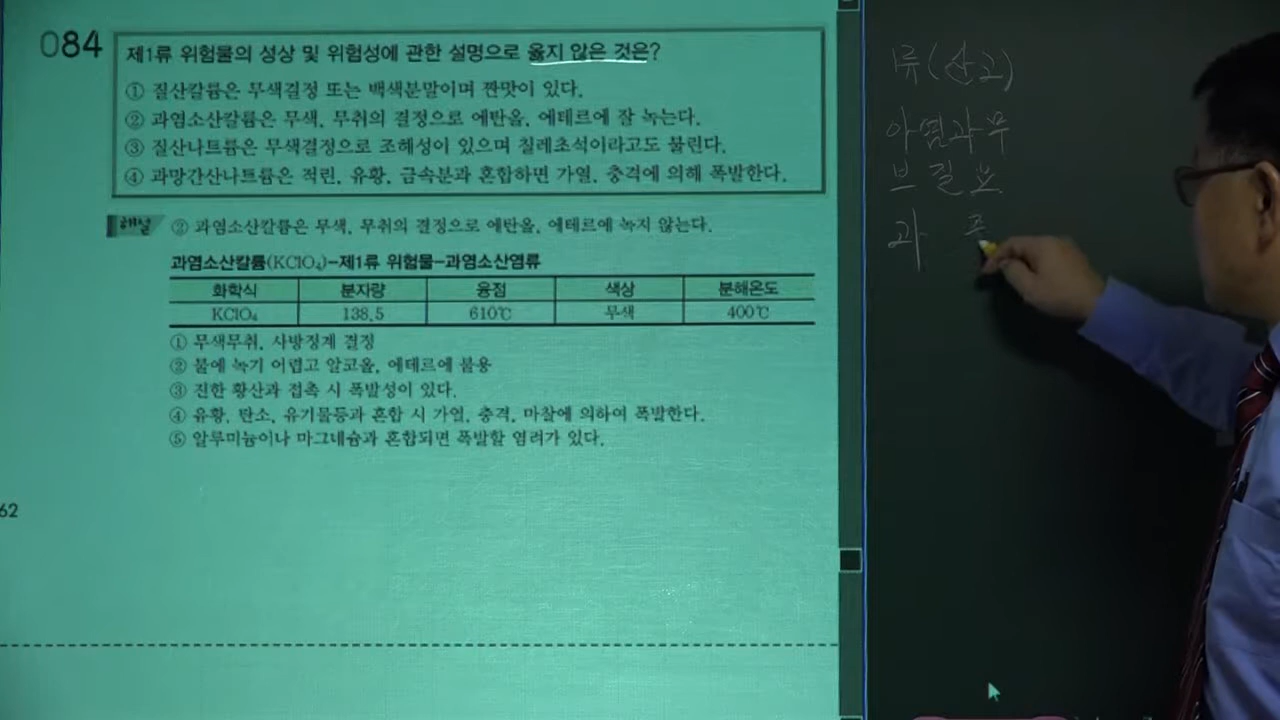 084
제1류 위험물의 성상 및 위험성에 관한 설명으로 옳지 않은 것은?
① 질산칼륨은 무색결정 또는 백색분말이며 짠맛이 있다.
② 과염소산칼륨은 무색, 무취의 결정으로 에탄올, 에테르에 잘 녹는다.
③ 질산나트륨은 무색결정으로 조해성이 있으며 칠레초석이라고도 불린다.
④ 과망간산나트륨은 적린, 유황, 금속분과 혼합하면 가열, 충격에 의해 폭발한다.
해설 ② 과염소산칼륨은 무색, 무취의 결정으로 에탄올, 에테르에 녹지 않는다.
과염소산칼륨(KClO₄)-제1류 위험물-과염소산염류
화학식 분자량 융점 색상 분해온도
KClO₄ 138.5 610℃ 무색 400℃
① 무색무취, 사방정계 결정
② 물에 녹기 어렵고 알코올, 에테르에 불용
③ 진한 황산과 접촉 시 폭발성이 있다.
④ 유황, 탄소, 유기물등과 혼합 시 가열, 충격, 마찰에 의하여 폭발한다.
⑤ 알루미늄이나 마그네슘과 혼합되면 폭발할 염려가 있다.
62
1류(산고)
아염과무
브질요
과